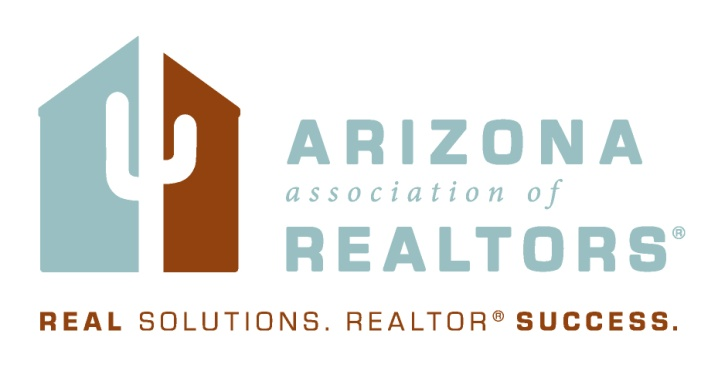 ARIZONA
association of
REALTORS®
REAL SOLUTIONS. REALTOR® SUCCESS.